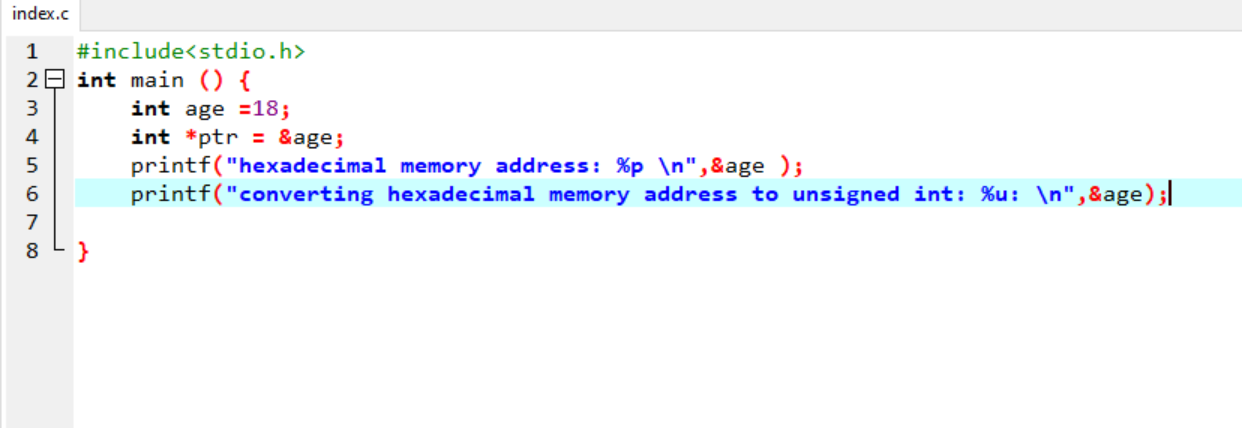 index.c
1 #include<stdio.h>
2 int main () {
3 int age =18;
4 int *ptr = &age;
5 printf("hexadecimal memory address: %p \n",&age );
6 printf("converting hexadecimal memory address to unsigned int: %u: \n",&age);
7
8 }